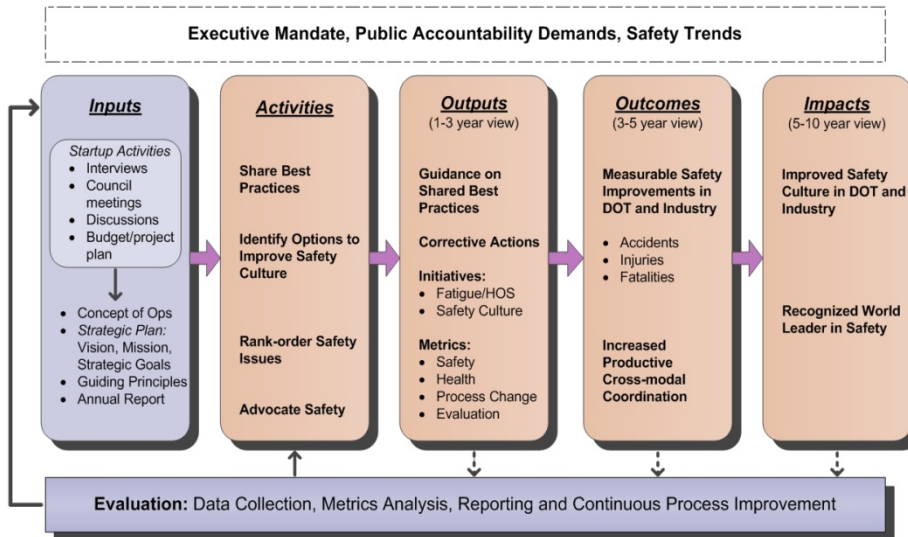 Executive Mandate, Public Accountability Demands, Safety Trends
Inputs
Startup Activities
• Interviews
• Council
meetings
• Discussions
• Budget/project
plan
• Concept of Ops
• Strategic Plan:
Vision, Mission,
Strategic Goals
• Guiding Principles
• Annual Report
Activities
Share Best
Practices
Identify Options to
Improve Safety
Culture
Rank-order Safety
Issues
Advocate Safety
Outputs
(1-3 year view)
Guidance on
Shared Best
Practices
Corrective Actions
Initiatives:
• Fatigue/HOS
• Safety Culture
Metrics:
• Safety
• Health
• Process Change
• Evaluation
Outcomes
(3-5 year view)
Measurable Safety
Improvements in
DOT and Industry
• Accidents
• Injuries
• Fatalities
Increased
Productive
Cross-modal
Coordination
Impacts
(5-10 year view)
Improved Safety
Culture in DOT and
Industry
Recognized World
Leader in Safety
Evaluation: Data Collection, Metrics Analysis, Reporting and Continuous Process Improvement